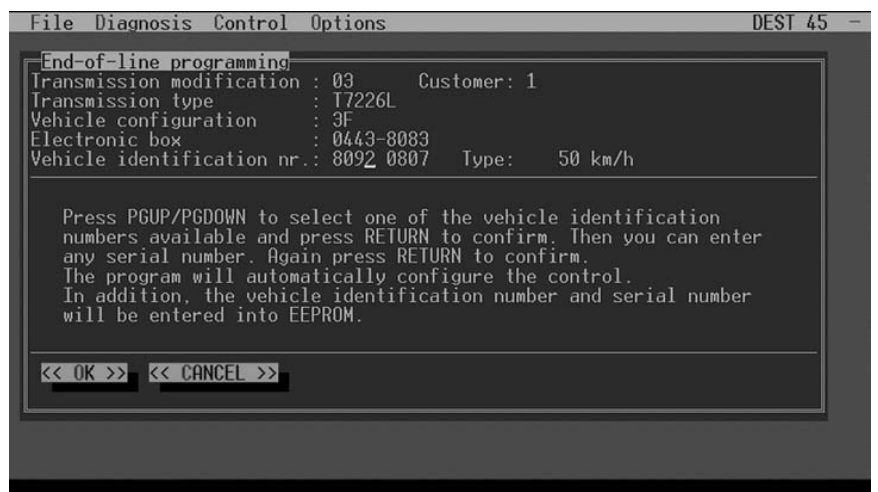 File Diagnosis Control Options DEST 45 —
End-of-line programming
Transmission modification : 03 Customer: 1
Transmission type : T7226L
Vehicle configuration : 3F
Electronic box : 0443-8083
Vehicle identification nr.: 8092 0807 Type: 50 km/h
Press PGUP/PGDOWN to select one of the vehicle identification
numbers available and press RETURN to confirm. Then you can enter
any serial number. Again press RETURN to confirm.
The program will automatically configure the control.
In addition, the vehicle identification number and serial number
will be entered into EEPROM.
<< OK >> << CANCEL >>